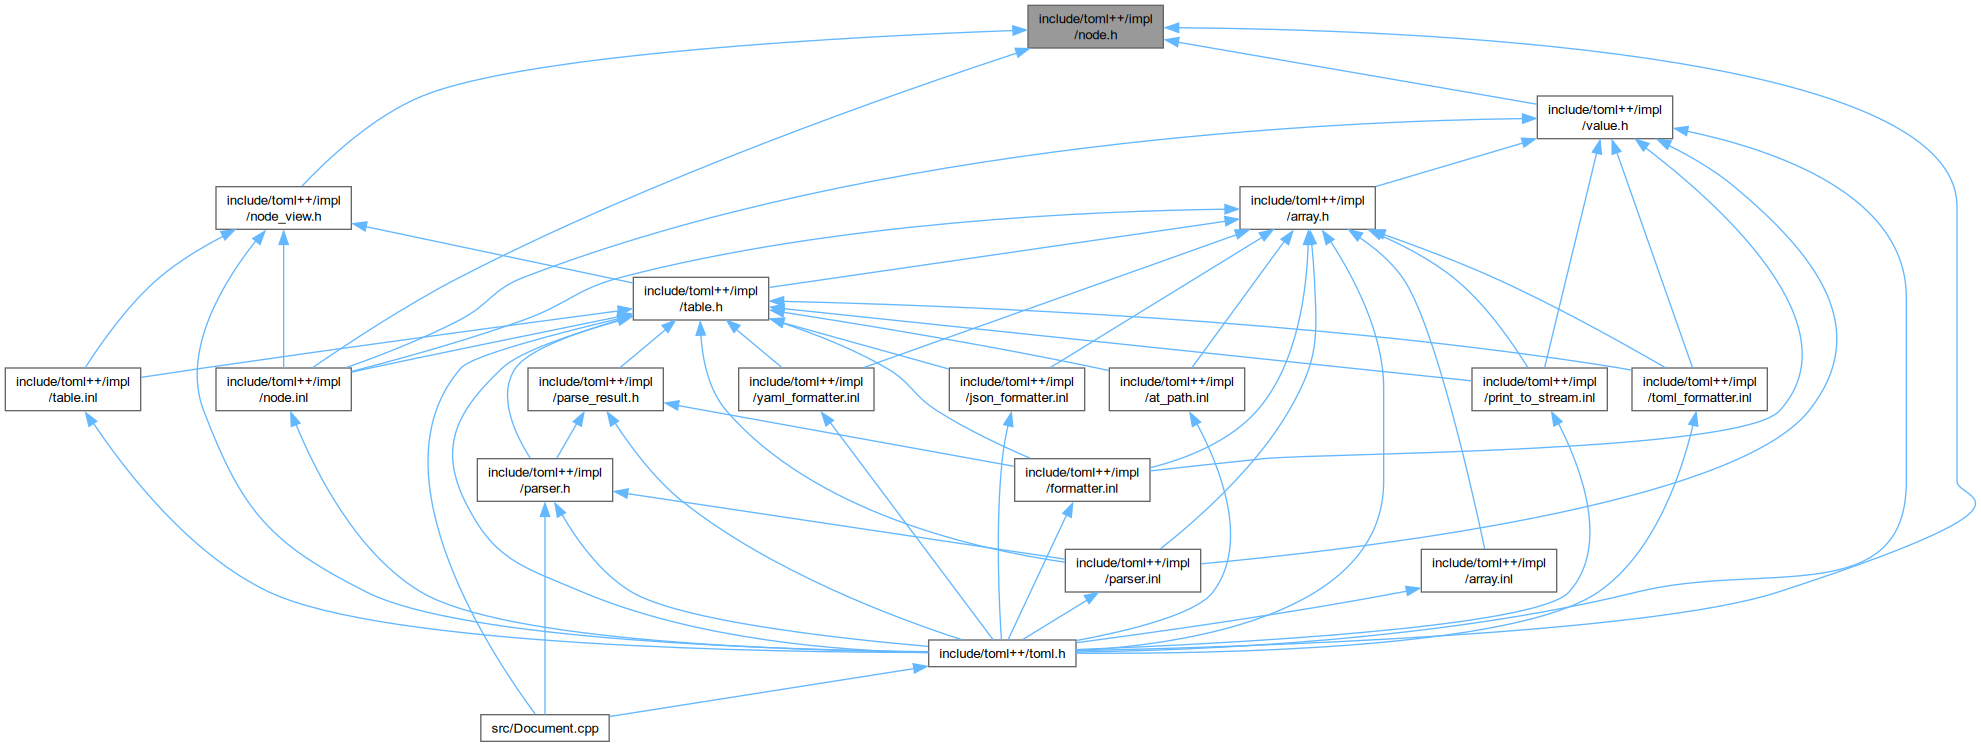 include/toml++/impl
/node.h
include/toml++/impl
/value.h
include/toml++/impl
/node_view.h
include/toml++/impl
/array.h
include/toml++/impl
/table.h
include/toml++/impl
/table.inl
include/toml++/impl
/node.inl
include/toml++/impl
/parse_result.h
include/toml++/impl
/yaml_formatter.inl
include/toml++/impl
/json_formatter.inl
include/toml++/impl
/at_path.inl
include/toml++/impl
/print_to_stream.inl
include/toml++/impl
/toml_formatter.inl
include/toml++/impl
/parser.h
include/toml++/impl
/formatter.inl
include/toml++/impl
/parser.inl
include/toml++/impl
/array.inl
include/toml++/toml.h
src/Document.cpp